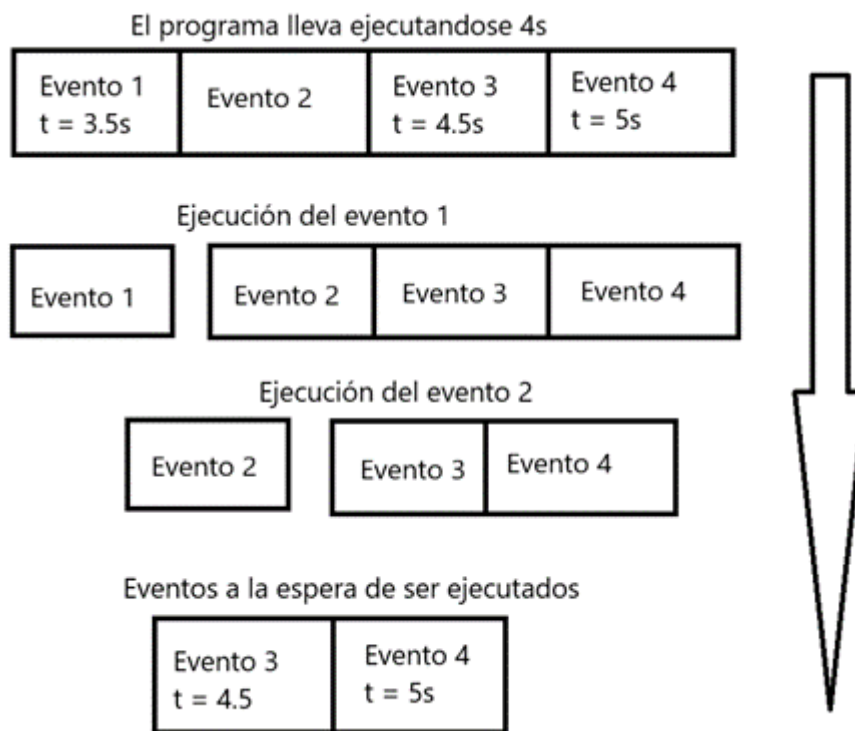 El programa lleva ejecutandose 4s
Evento 1
t = 3.5s
Evento 2
Evento 3
t = 4.5s
Evento 4
t = 5s
Ejecución del evento 1
Evento 1
Evento 2
Evento 3
Evento 4
Ejecución del evento 2
Evento 2
Evento 3
Evento 4
Eventos a la espera de ser ejecutados
Evento 3
t = 4.5
Evento 4
t = 5s